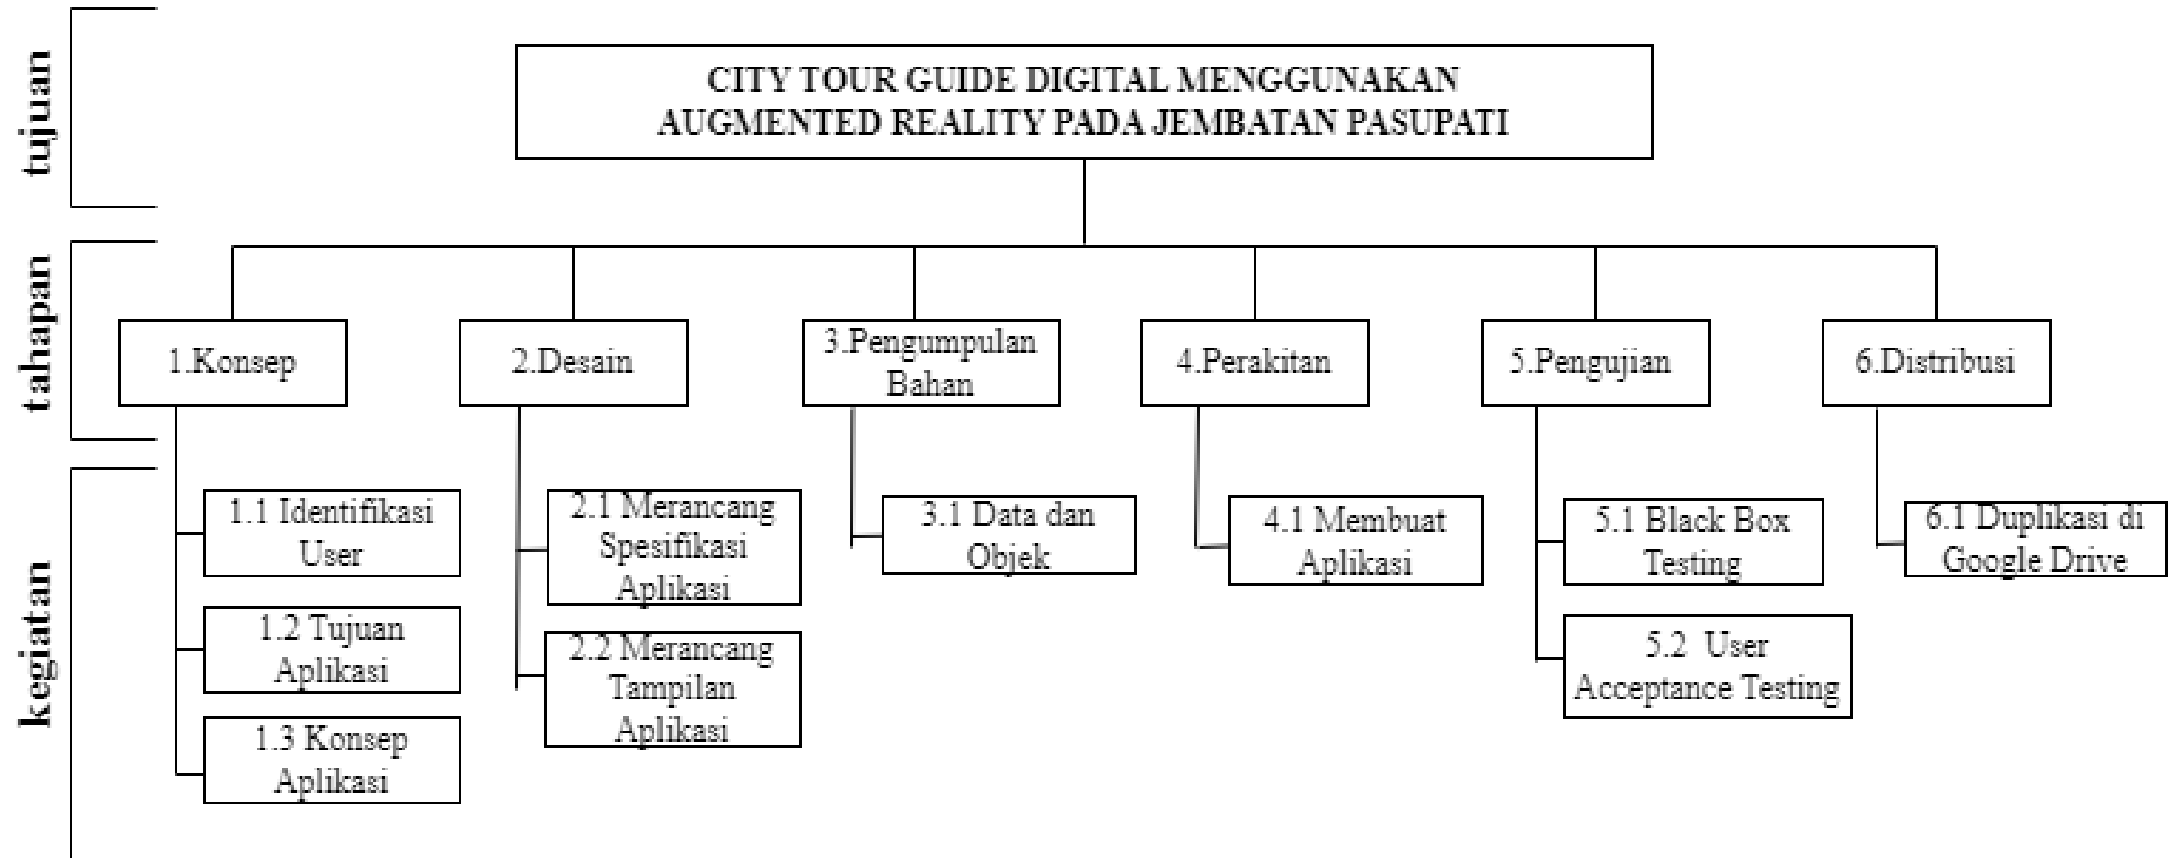 tujuan
CITY TOUR GUIDE DIGITAL MENGGUNAKAN
AUGMENTED REALITY PADA JEMBATAN PASUPATI
tahapan
1.Konsep
2.Desain
3.Pengumpulan
Bahan
4.Perakitan
5.Pengujian
6.Distribusi
kegiatan
1.1 Identifikasi
User
1.2 Tujuan
Aplikasi
1.3 Konsep
Aplikasi
2.1 Merancang
Spesifikasi
Aplikasi
2.2 Merancang
Tampilan
Aplikasi
3.1 Data dan
Objek
4.1 Membuat
Aplikasi
5.1 Black Box
Testing
5.2 User
Acceptance Testing
6.1 Duplikasi di
Google Drive